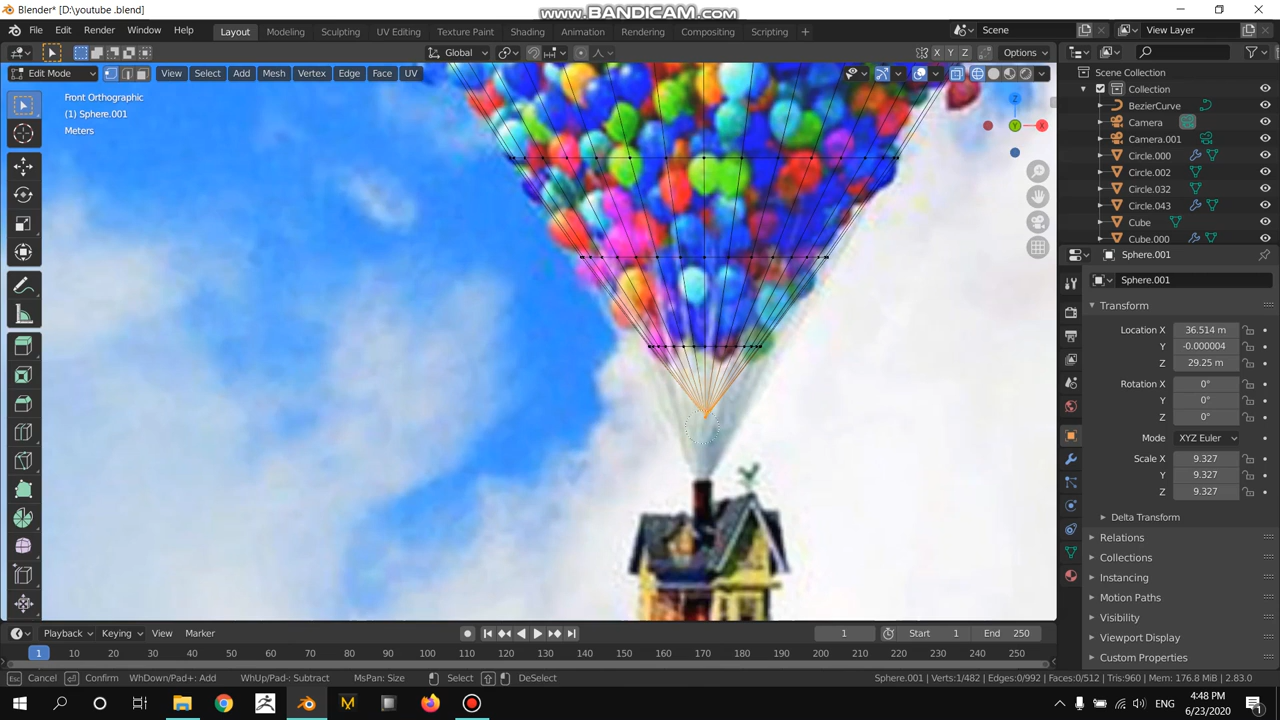 Blender* [D:\youtube .blend]
www.BANDICAM.com
File Edit Render Window Help
Layout Modeling Sculpting UV Editing Texture Paint Shading Animation Rendering Compositing Scripting
Scene
View Layer
Global
X Y Z
Options
Edit Mode
View Select Add Mesh Vertex Edge Face UV
Front Orthographic
(1) Sphere.001
Meters
Z
Y
X
Scene Collection
Collection
BezierCurve
Camera
Camera.001
Circle.000
Circle.002
Circle.032
Circle.043
Cube
Cube.000
Sphere.001
Sphere.001
Transform
Location X 36.514 m
Y -0.000004
Z 29.25 m
Rotation X 0°
Y 0°
Z 0°
Mode XYZ Euler
Scale X 9.327
Y 9.327
Z 9.327
Delta Transform
Relations
Collections
Instancing
Motion Paths
Visibility
Viewport Display
Custom Properties
Playback Keying View Marker
1
Start 1
End 250
1 10 20 30 40 50 60 70 80 90 100 110 120 130 140 150 160 170 180 190 200 210 220 230 240 250
Esc Cancel Confirm WhDown/Pad+: Add WhUp/Pad-: Subtract MsPan: Size Select DeSelect
Sphere.001 | Verts:1/482 | Edges:0/992 | Faces:0/512 | Tris:960 | Mem: 176.8 MiB | 2.83.0
4:48 PM
6/23/2020